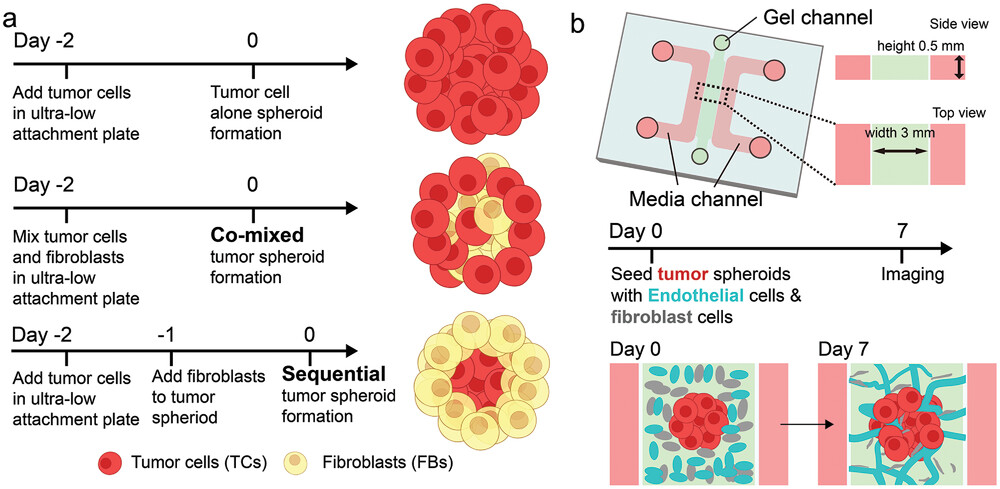 a
Day -2
0
Add tumor cells
in ultra-low
attachment plate
Tumor cell
alone spheroid
formation
Day -2
0
Mix tumor cells
and fibroblasts
in ultra-low
attachment plate
Co-mixed
tumor spheroid
formation
Day -2
-1
0
Add tumor cells
in ultra-low
attachment plate
Add fibroblasts
to tumor
spheriod
Sequential
tumor spheroid
formation
Tumor cells (TCs)
Fibroblasts (FBs)
b
Gel channel
Media channel
Side view
height 0.5 mm
Top view
width 3 mm
Day 0
7
Seed tumor spheroids
with Endothelial cells &
fibroblast cells
Imaging
Day 0
Day 7